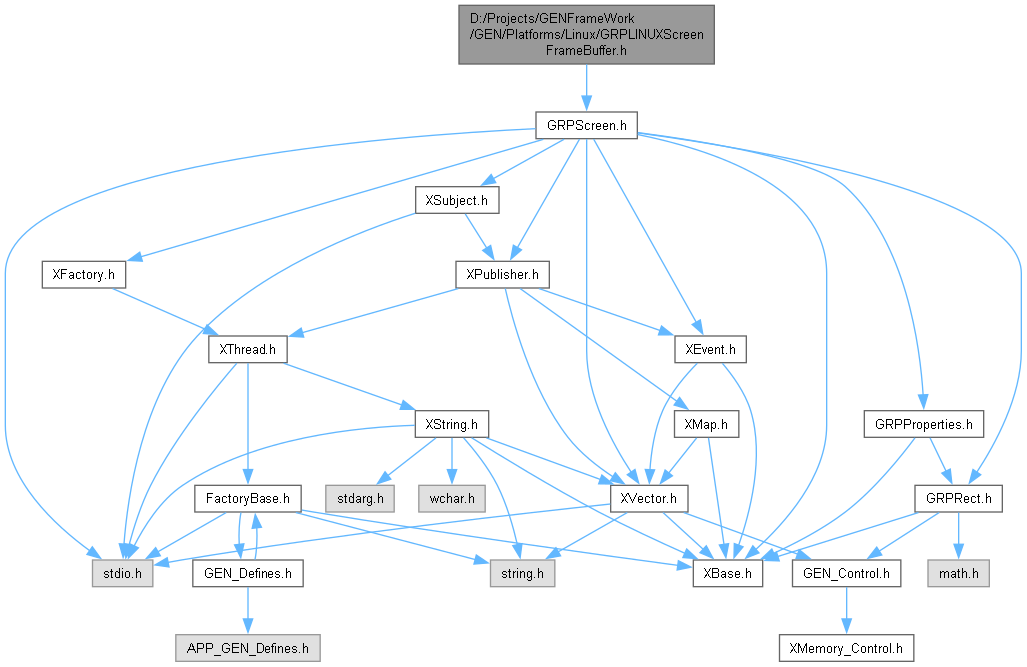 D:/Projects/GENFrameWork
/GEN/Platforms/Linux/GRPLINUXScreen
FrameBuffer.h
GRPScreen.h
XSubject.h
XFactory.h
XPublisher.h
XThread.h
XEvent.h
XString.h
XMap.h
GRPProperties.h
FactoryBase.h
stdarg.h
wchar.h
XVector.h
GRPRect.h
stdio.h
GEN_Defines.h
string.h
XBase.h
GEN_Control.h
math.h
APP_GEN_Defines.h
XMemory_Control.h